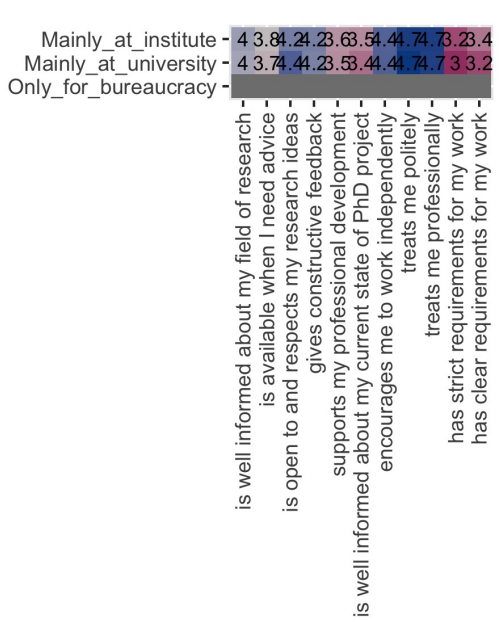 Mainly_at_institute 4 3.8 4.2 4.2 3.6 3.5 4.4 4.7 4.7 3.2 3.4
Mainly_at_university 4 3.7 4.4 4.2 3.5 3.4 4.4 4.7 4.7 3 3.2
Only_for_bureaucracy
is well informed about my field of research
is available when I need advice
is open to and respects my research ideas
gives constructive feedback
supports my professional development
is well informed about my current state of PhD project
encourages me to work independently
treats me politely
treats me professionally
has strict requirements for my work
has clear requirements for my work